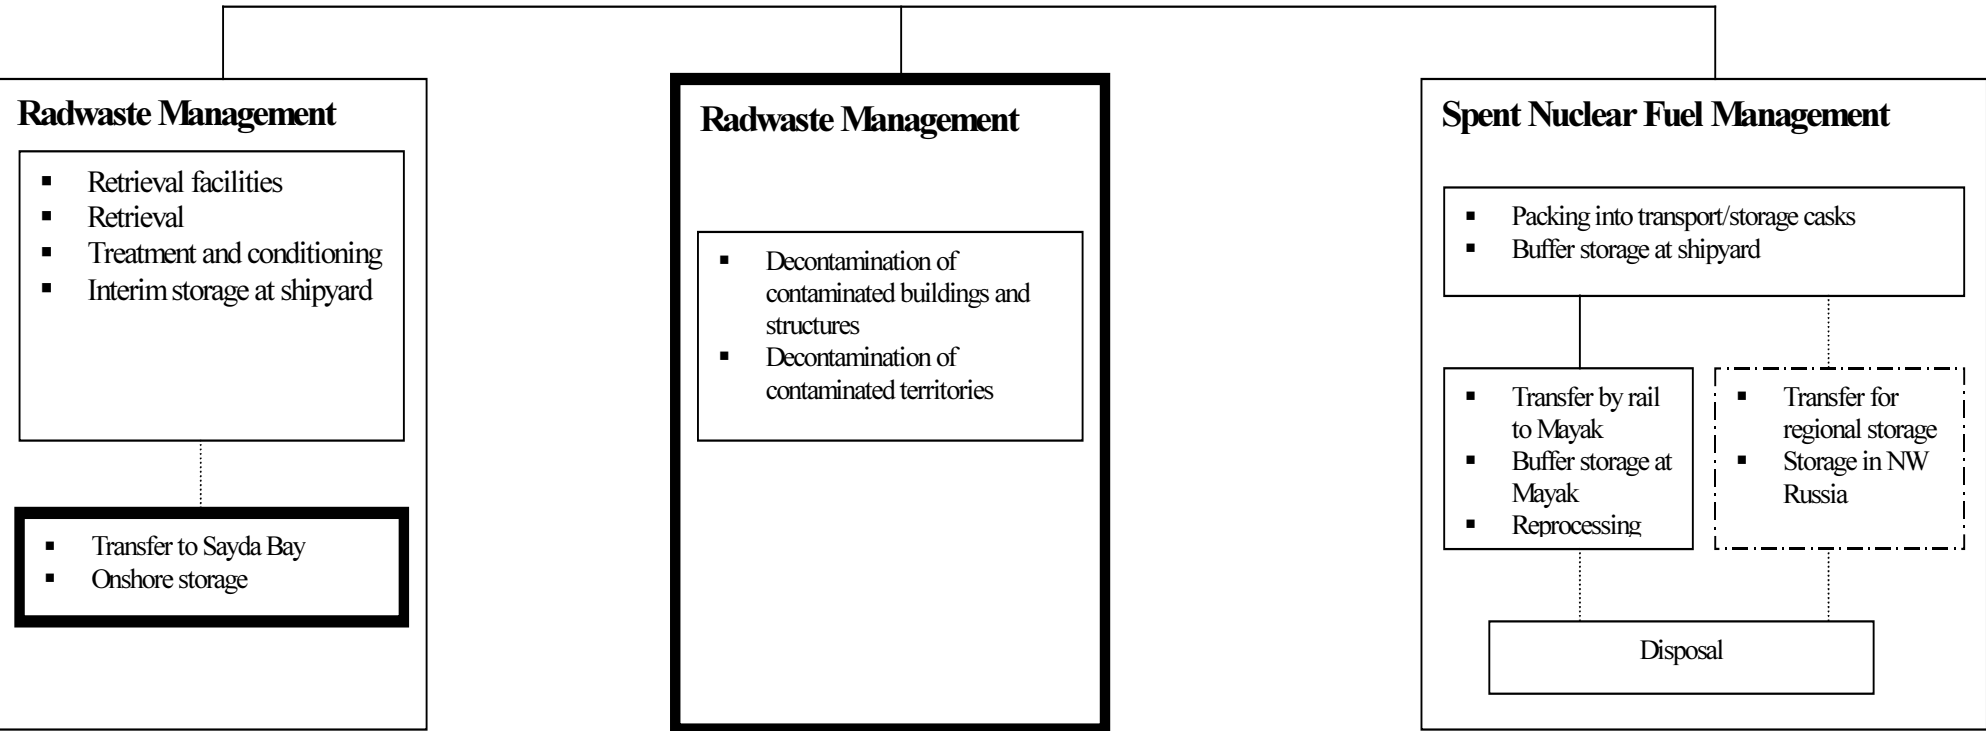 Radwaste Management
▪ Retrieval facilities
▪ Retrieval
▪ Treatment and conditioning
▪ Interim storage at shipyard
▪ Transfer to Sayda Bay
▪ Onshore storage
Radwaste Management
▪ Decontamination of
contaminated buildings and
structures
▪ Decontamination of
contaminated territories
Spent Nuclear Fuel Management
▪ Packing into transport/storage casks
▪ Buffer storage at shipyard
▪ Transfer by rail
to Mayak
▪ Buffer storage at
Mayak
▪ Reprocessing
▪ Transfer for
regional storage
▪ Storage in NW
Russia
Disposal